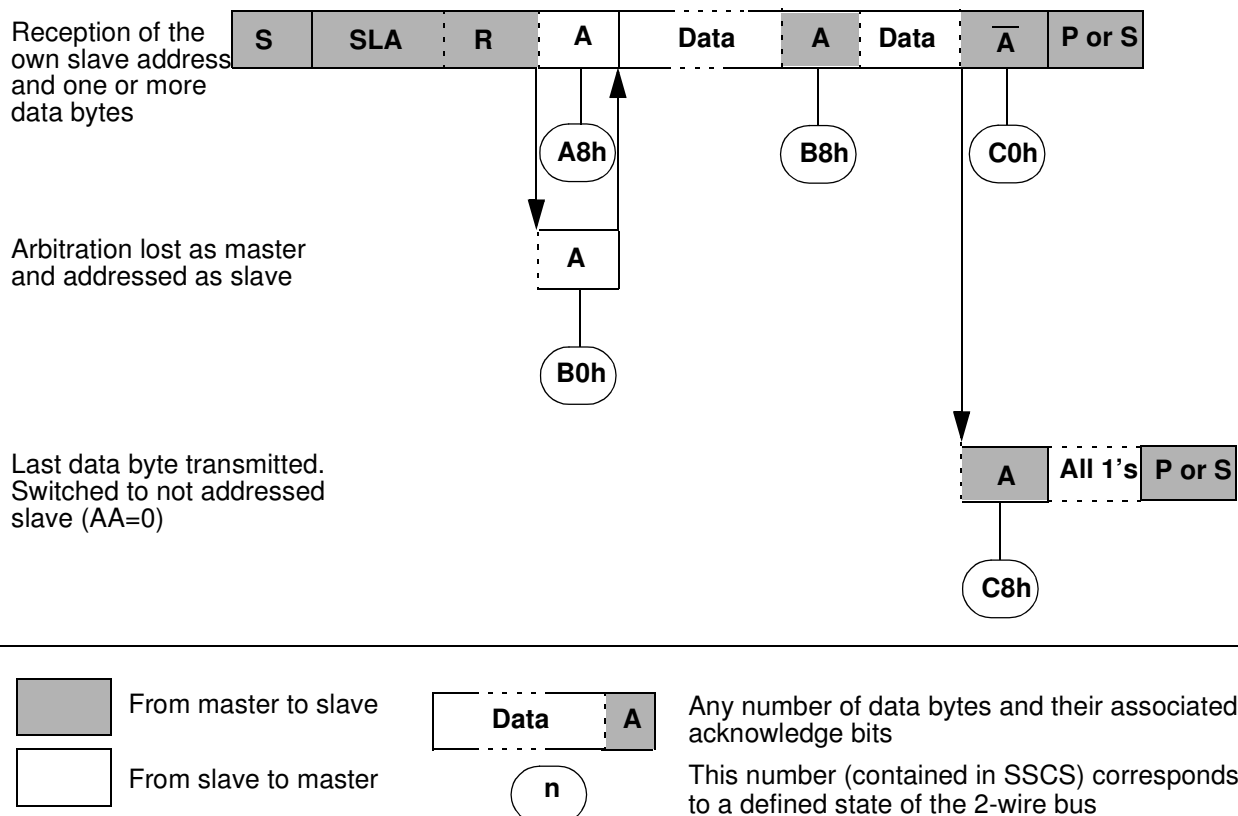 Reception of the
own slave address
and one or more
data bytes
S SLA R A Data A Data A̅ P or S
A8h B8h C0h
Arbitration lost as master
and addressed as slave
A
B0h
Last data byte transmitted.
Switched to not addressed
slave (AA=0)
A All 1's P or S
C8h
From master to slave
From slave to master
Data A
n
Any number of data bytes and their associated
acknowledge bits
This number (contained in SSCS) corresponds
to a defined state of the 2-wire bus